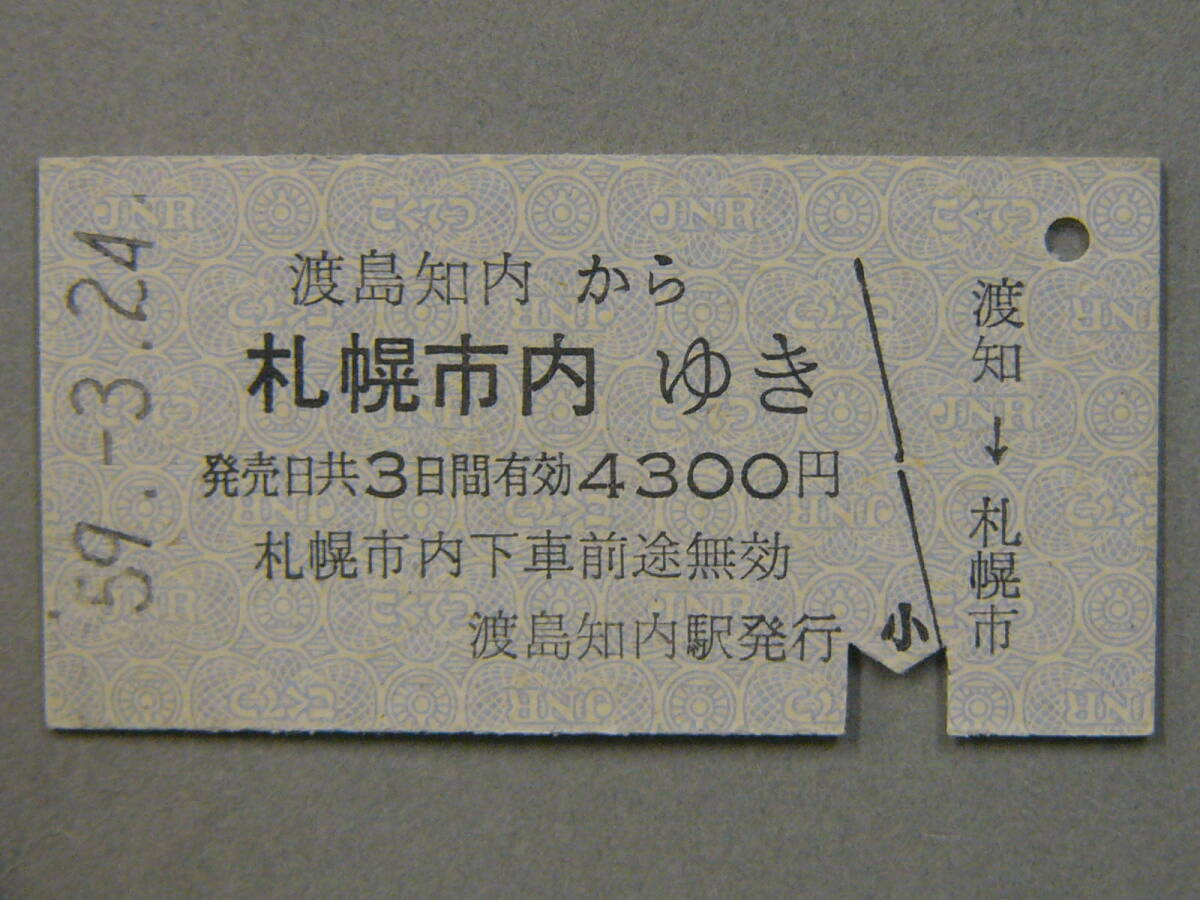 59.-3.24
渡島知内から
札幌市内ゆき
発売日共3日間有効4300円
札幌市内下車前途無効
渡島知内駅発行
小
渡知→札幌市